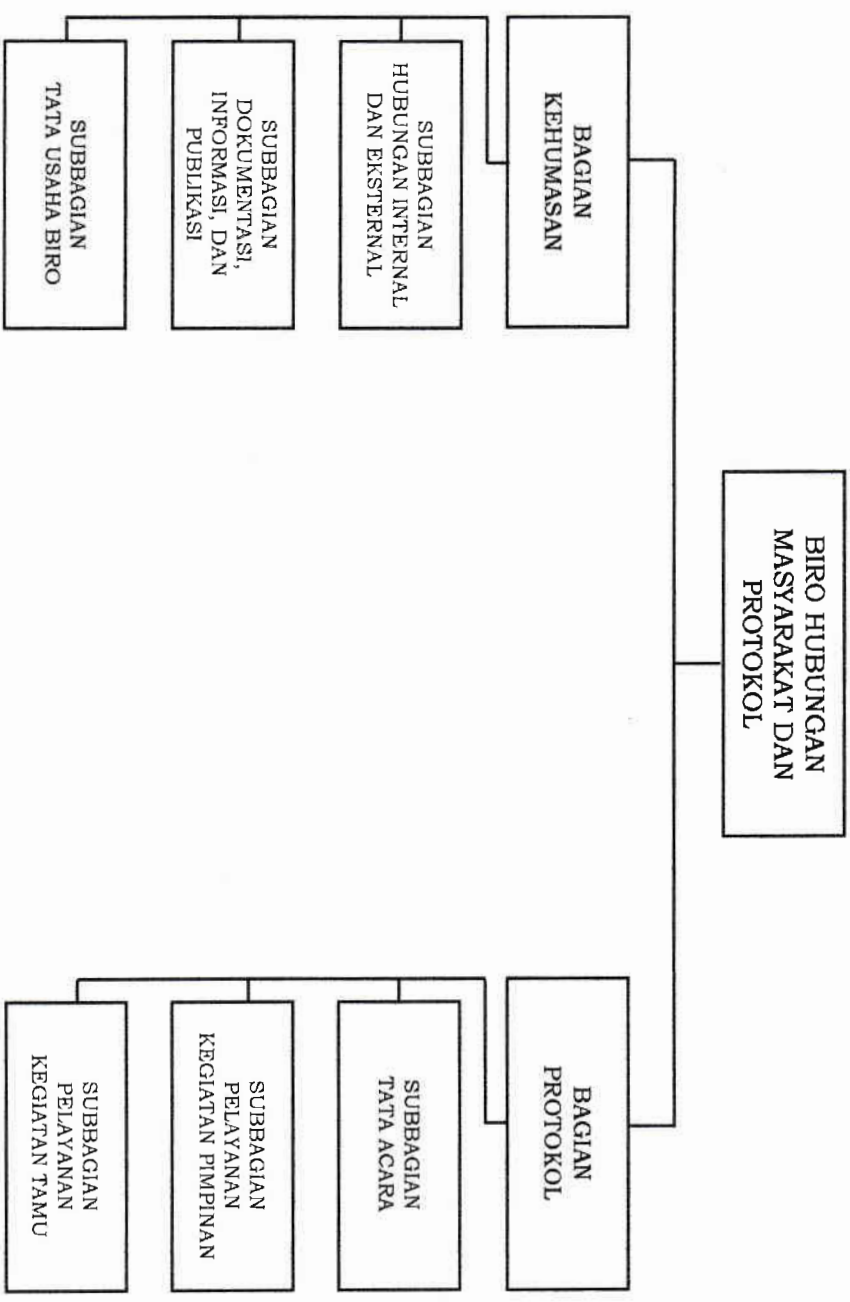 BIRO HUBUNGAN
MASYARAKAT DAN
PROTOKOL
BAGIAN
KEHUMASAN
SUBBAGIAN
HUBUNGAN INTERNAL
DAN EKSTERNAL
SUBBAGIAN
DOKUMENTASI,
INFORMASI, DAN
PUBLIKASI
SUBBAGIAN
TATA USAHA BIRO
BAGIAN
PROTOKOL
SUBBAGIAN
TATA ACARA
SUBBAGIAN
PELAYANAN
KEGIATAN PIMPINAN
SUBBAGIAN
PELAYANAN
KEGIATAN TAMU